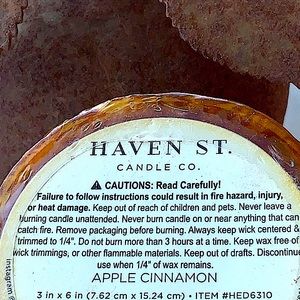 HAVEN ST.
CANDLE CO.
⚠ CAUTIONS: Read Carefully!
Failure to follow instructions could result in fire hazard, injury,
or heat damage. Keep out of reach of children and pets. Never leave a
burning candle unattended. Never burn candle on or near anything that can
catch fire. Remove packaging before burning. Always keep wick centered &
trimmed to 1/4". Do not burn more than 3 hours at a time. Keep wax free of
wick trimmings, or other flammable materials. Keep out of drafts. Discontinue
use when 1/4" of wax remains.
APPLE CINNAMON
3 in x 6 in (7.62 cm x 15.24 cm) • ITEM #HED6310
Instagram